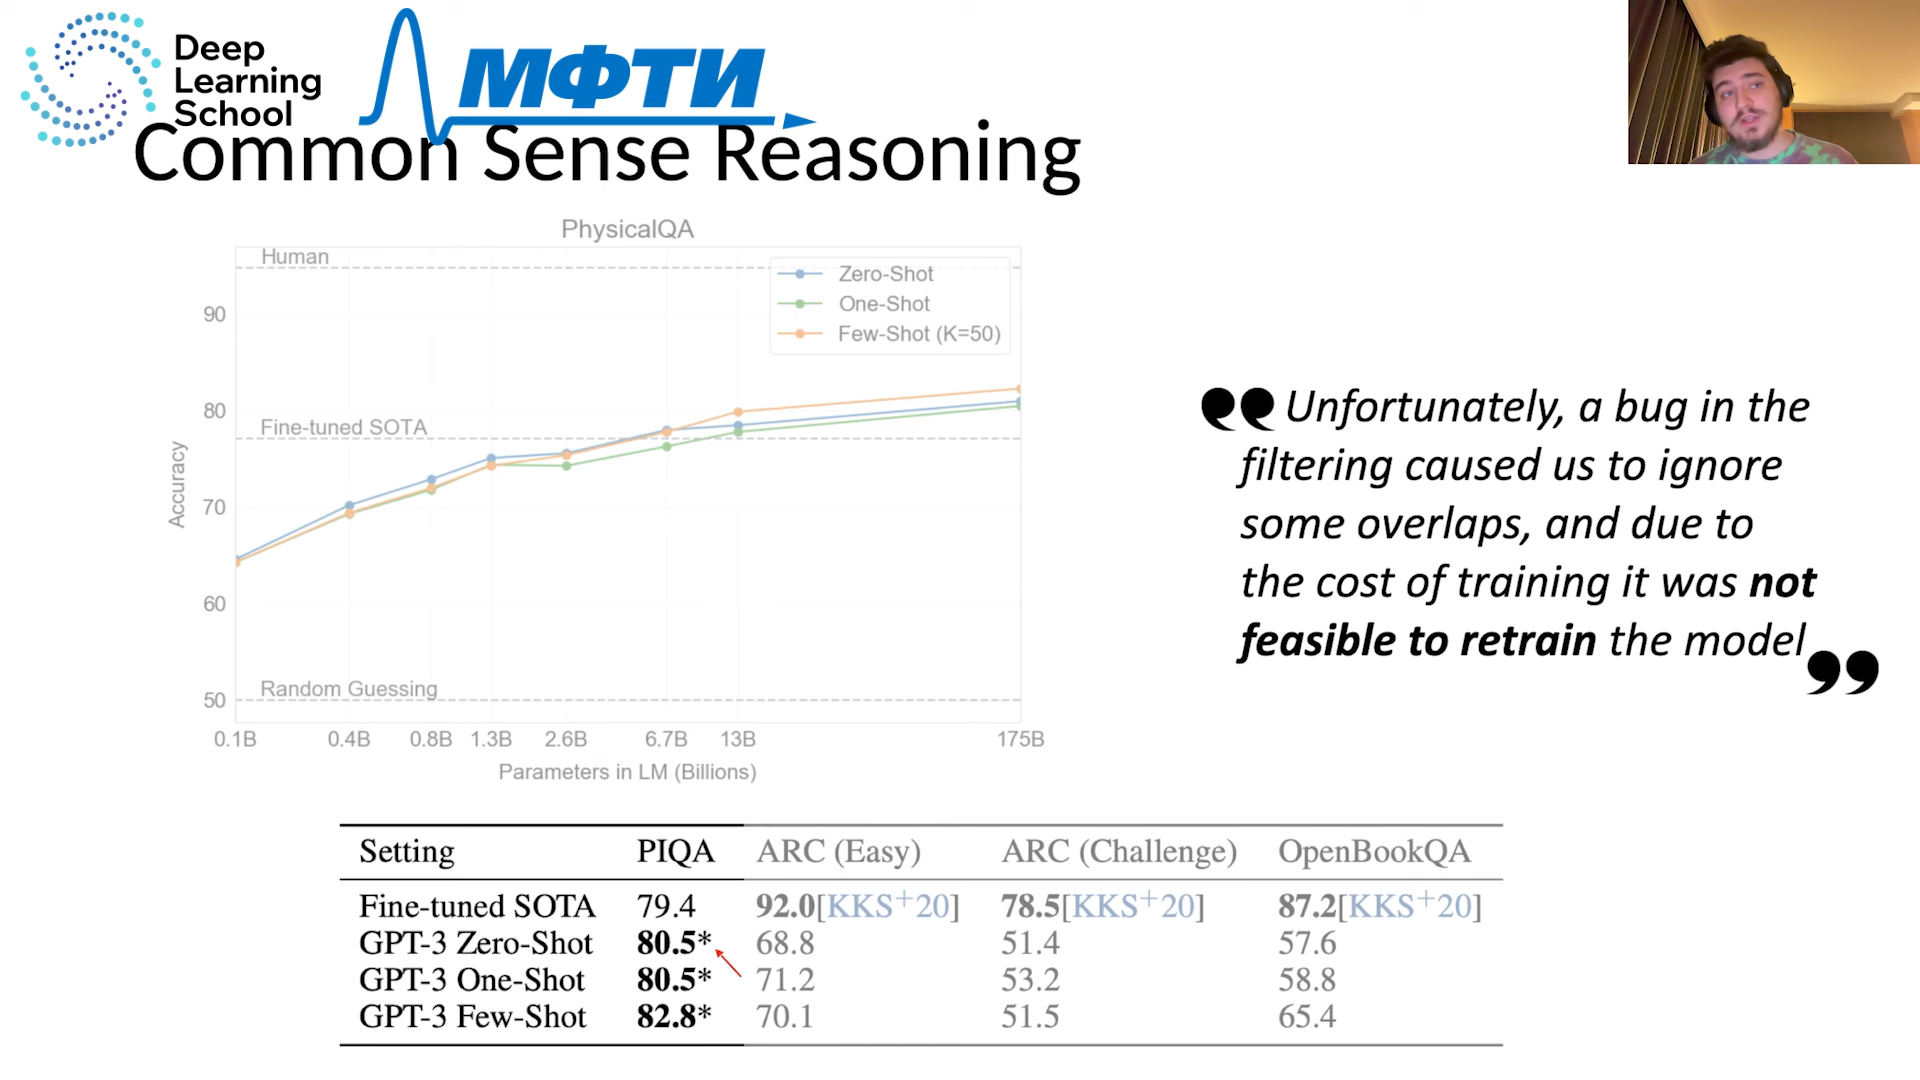 Deep
Learning
School
МФТИ
Common Sense Reasoning
PhysicalQA
Human
Zero-Shot
One-Shot
Few-Shot (K=50)
90
80
Fine-tuned SOTA
70
60
Random Guessing
50
Accuracy
0.1B 0.4B 0.8B 1.3B 2.6B 6.7B 13B 175B
Parameters in LM (Billions)
❝Unfortunately, a bug in the
filtering caused us to ignore
some overlaps, and due to
the cost of training it was not
feasible to retrain the model❞
Setting PIQA ARC (Easy) ARC (Challenge) OpenBookQA
Fine-tuned SOTA 79.4 92.0[KKS+20] 78.5[KKS+20] 87.2[KKS+20]
GPT-3 Zero-Shot 80.5* 68.8 51.4 57.6
GPT-3 One-Shot 80.5* 71.2 53.2 58.8
GPT-3 Few-Shot 82.8* 70.1 51.5 65.4